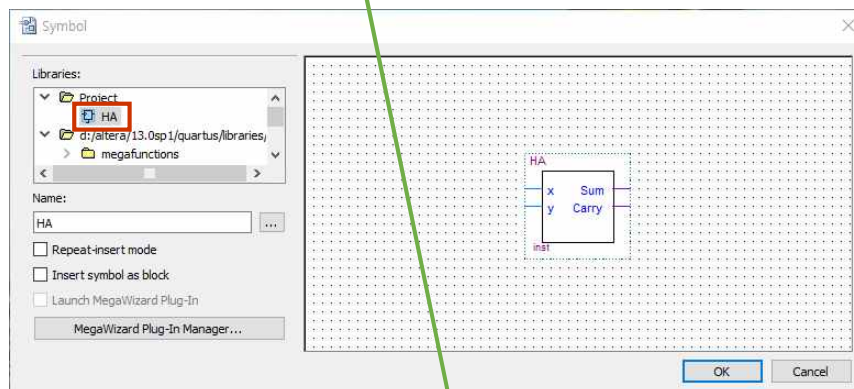 Symbol
Libraries:
Project
HA
d:/altera/13.0sp1/quartus/libraries/
megafunctions
Name:
HA
...
Repeat-insert mode
Insert symbol as block
Launch MegaWizard Plug-In
MegaWizard Plug-In Manager...
HA
x Sum
y Carry
inst
OK Cancel